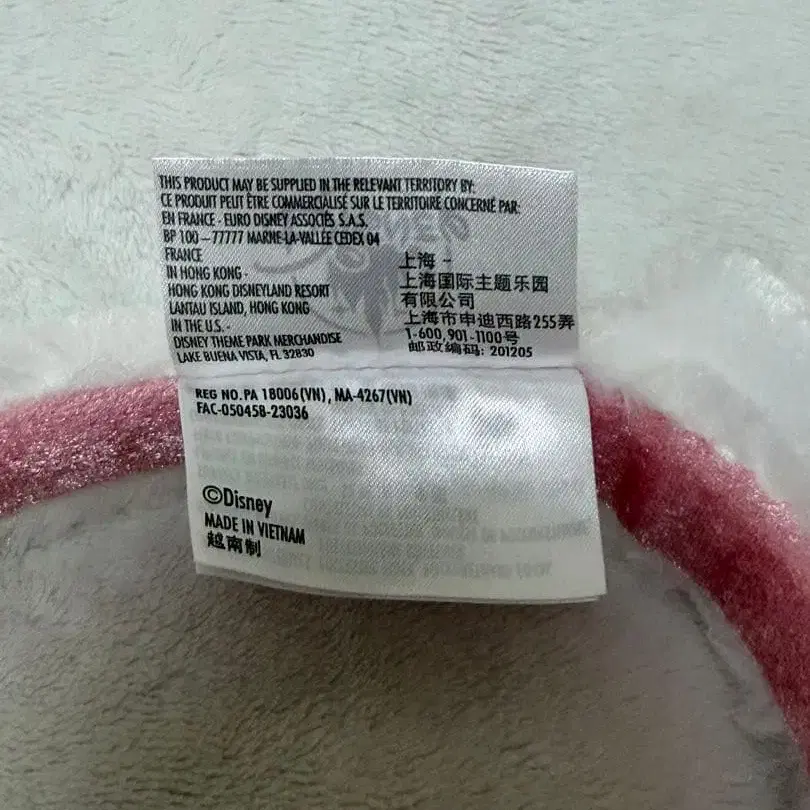 THIS PRODUCT MAY BE SUPPLIED IN THE RELEVANT TERRITORY BY:
CE PRODUIT PEUT ÊTRE COMMERCIALISÉ SUR LE TERRITOIRE CONCERNÉ PAR:
EN FRANCE - EURO DISNEY ASSOCIÉS S.A.S.
BP 100 – 77777 MARNE-LA-VALLÉE CEDEX 04
FRANCE
IN HONG KONG -
HONG KONG DISNEYLAND RESORT
LANTAU ISLAND, HONG KONG
IN THE U.S. -
DISNEY THEME PARK MERCHANDISE
LAKE BUENA VISTA, FL 32830
上海 -
上海国际主题乐园
有限公司
上海市申迪西路255弄
1-600,901-1100号
邮政编码: 201205
REG NO. PA 18006(VN), MA-4267(VN)
FAC-050458-23036
©Disney
MADE IN VIETNAM
越南制